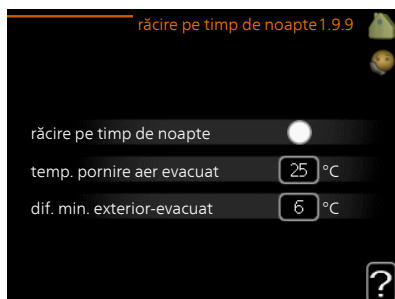 răcire pe timp de noapte 1.9.9
răcire pe timp de noapte
temp. pornire aer evacuat 25 °C
dif. min. exterior-evacuat 6 °C
?